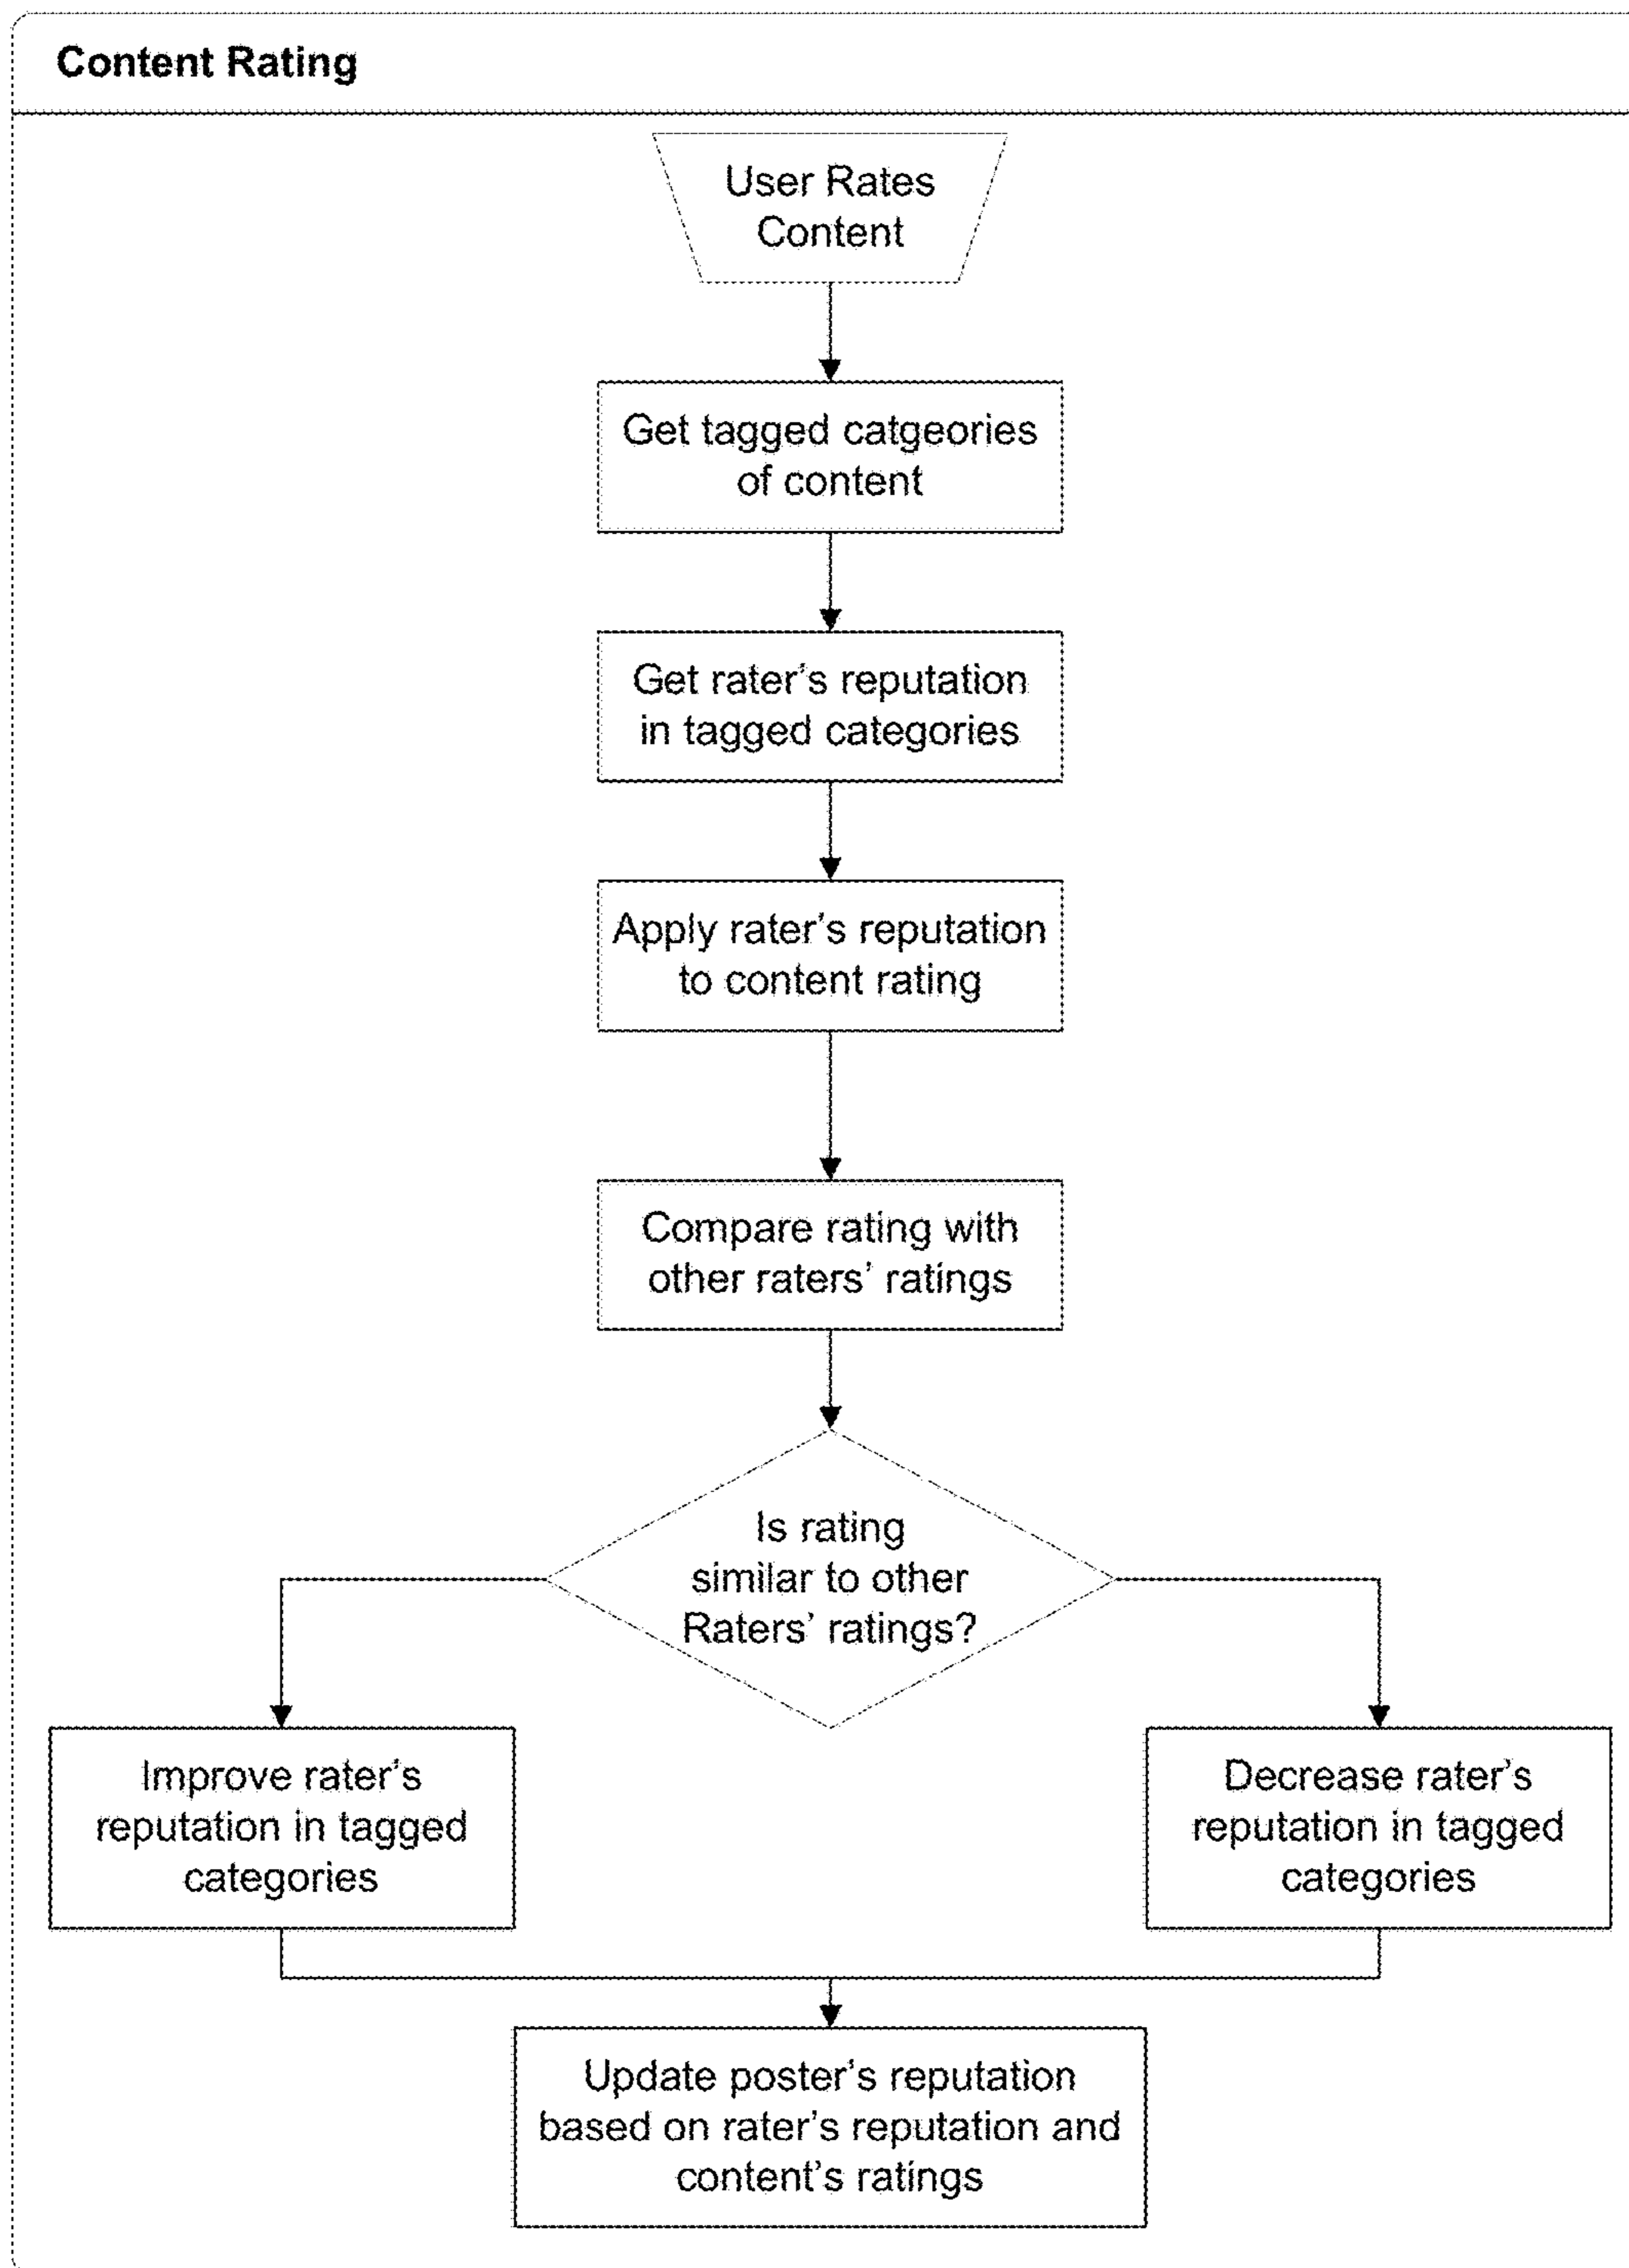 Content Rating
User Rates
Content
Get tagged catgeories
of content
Get rater's reputation
in tagged categories
Apply rater's reputation
to content rating
Compare rating with
other raters' ratings
Is rating
similar to other
Raters' ratings?
Improve rater's
reputation in tagged
categories
Decrease rater's
reputation in tagged
categories
Update poster's reputation
based on rater's reputation and
content's ratings